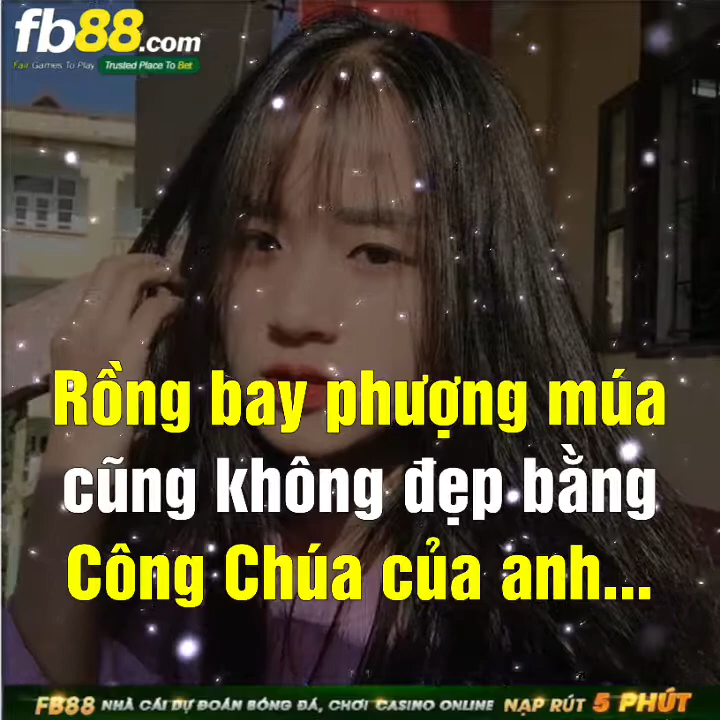 fb88.com
Fair Games To Play Trusted Place To Bet
Rồng bay phượng múa
cũng không đẹp bằng
Công Chúa của anh...
FB88 NHÀ CÁI DỰ ĐOÁN BÓNG ĐÁ, CHƠI CASINO ONLINE NẠP RÚT 5 PHÚT